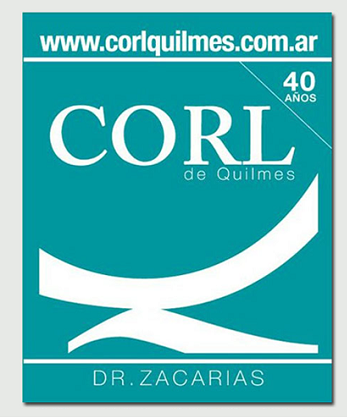 www.corlquilmes.com.ar
40
AÑOS
CORL
de Quilmes
DR. ZACARIAS